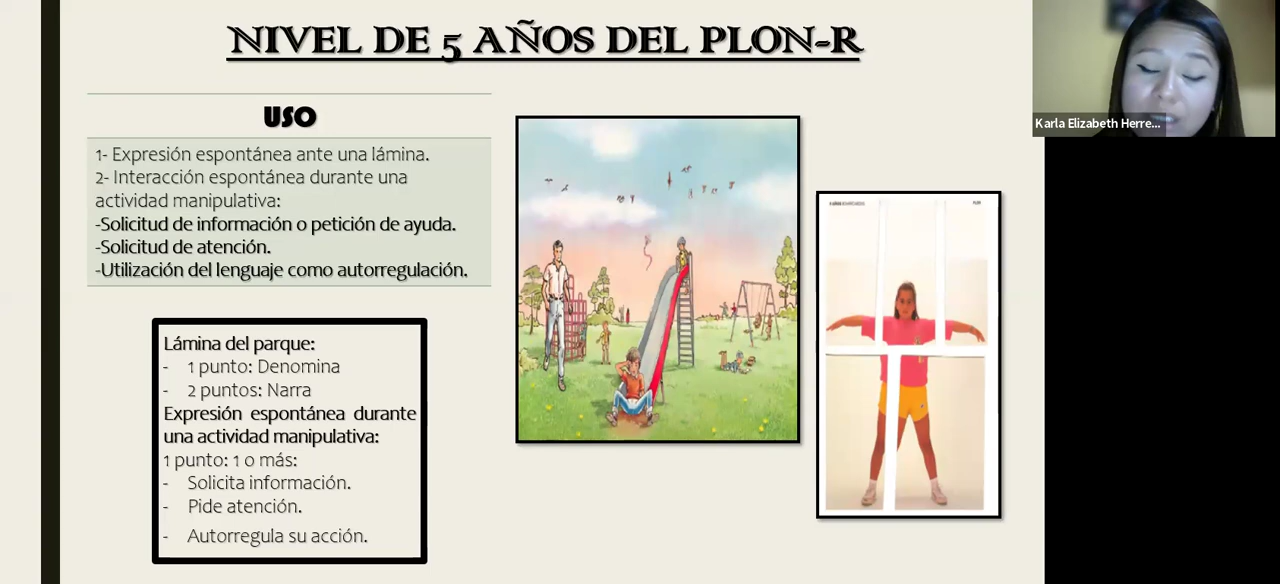 NIVEL DE 5 AÑOS DEL PLON-R
USO
1- Expresión espontánea ante una lámina.
2- Interacción espontánea durante una
actividad manipulativa:
-Solicitud de información o petición de ayuda.
-Solicitud de atención.
-Utilización del lenguaje como autorregulación.
Lámina del parque:
- 1 punto: Denomina
- 2 puntos: Narra
Expresión espontánea durante
una actividad manipulativa:
1 punto: 1 o más:
- Solicita información.
- Pide atención.
- Autorregula su acción.
PLON
Karla Elizabeth Herre...